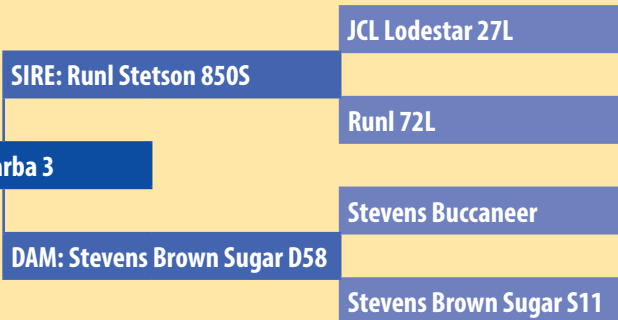 JCL Lodestar 27L
SIRE: Runl Stetson 850S
Runl 72L
3
Stevens Buccaneer
DAM: Stevens Brown Sugar D58
Stevens Brown Sugar S11